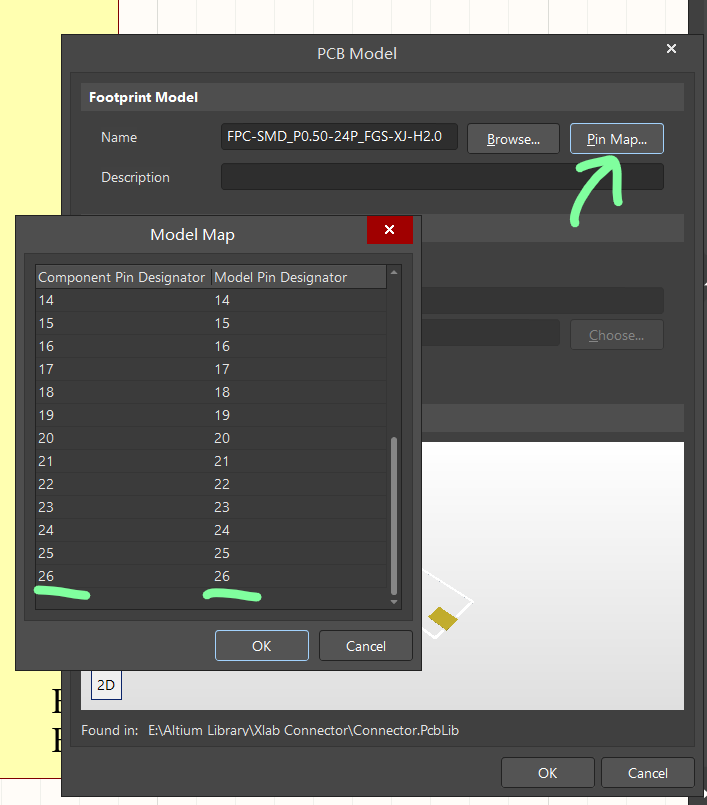 PCB Model
Footprint Model
Name FPC-SMD_P0.50-24P_FGS-XJ-H2.0 Browse... Pin Map...
Description
Model Map
Component Pin Designator Model Pin Designator
14 14
15 15
16 16
17 17
18 18
19 19
20 20
21 21
22 22
23 23
24 24
25 25
26 26
OK Cancel
Choose...
2D
Found in: E:\Altium Library\Xlab Connector\Connector.PcbLib
OK Cancel